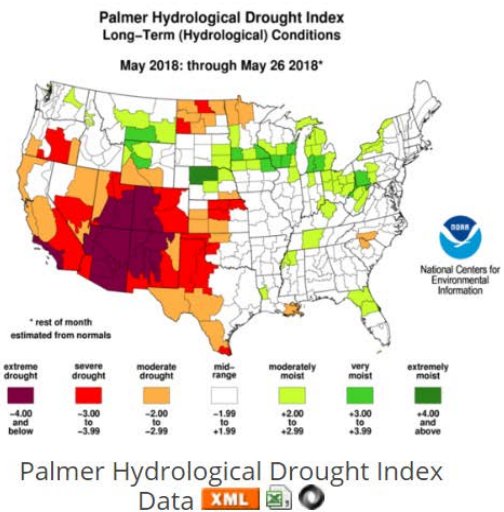 Palmer Hydrological Drought Index
Long-Term (Hydrological) Conditions
May 2018: through May 26 2018*
NOAA
National Centers for
Environmental
Information
* rest of month
estimated from normals
extreme drought
severe drought
moderate drought
mid-range
moderately moist
very moist
extremely moist
-4.00 and below
-3.00 to -3.99
-2.00 to -2.99
-1.99 to +1.99
+2.00 to +2.99
+3.00 to +3.99
+4.00 and above
Palmer Hydrological Drought Index
Data XML